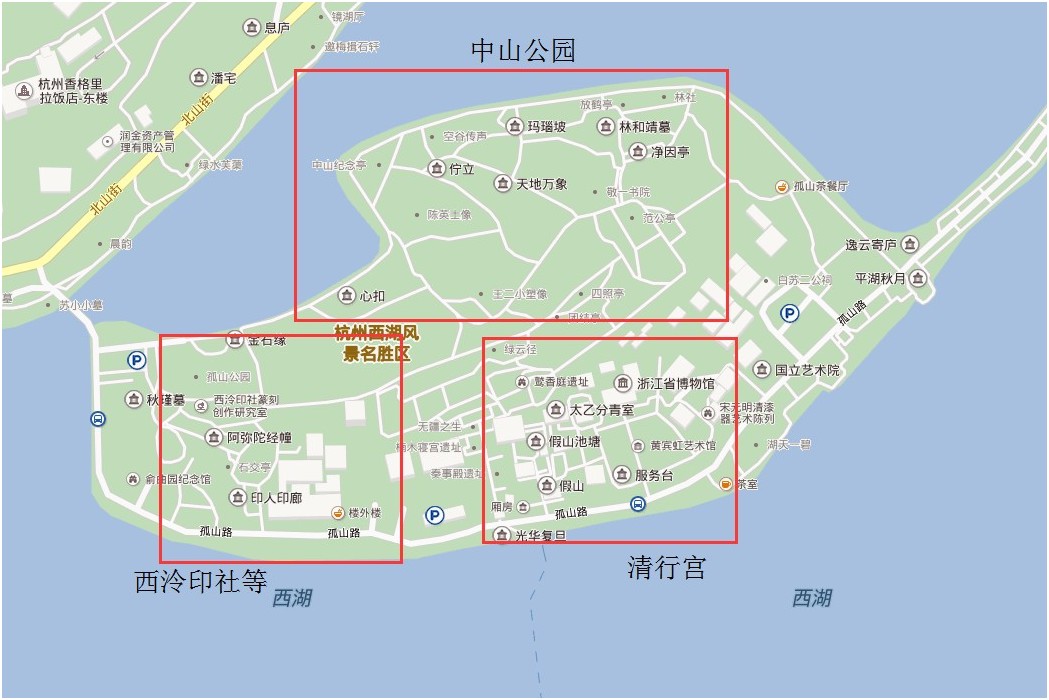 镜湖厅
息庐
邀梅揖石轩
中山公园
潘宅
杭州香格里
拉饭店-东楼
北山街
林社
放鹤亭
玛瑙坡
林和靖墓
空谷传声
润金资产管
理有限公司
净因亭
绿水芙蕖
中山纪念亭
伫立
天地万象
孤山茶餐厅
北山街
敬一书院
陈英士像
范公亭
晨韵
逸云寄庐
平湖秋月
白苏二公祠
墓
苏小小墓
心扣
王二小塑像
四照亭
P
孤山路
团结亭
杭州西湖风
景名胜区
金石缘
绿云径
P
国立艺术院
孤山公园
鹫香庭遗址
浙江省博物馆
秋瑾墓
西泠印社篆刻
创作研究室
太乙分青室
宋元明清漆
器艺术陈列
无疆之生
阿弥陀经幢
假山池塘
黄宾虹艺术馆
湖天一碧
楠木寝宫遗址
石交亭
俞曲园纪念馆
奏事殿遗址
服务台
茶室
假山
印人印廊
楼外楼
P
厢房
孤山路
孤山路
孤山路
光华复旦
西泠印社等
清行宫
西湖
西湖